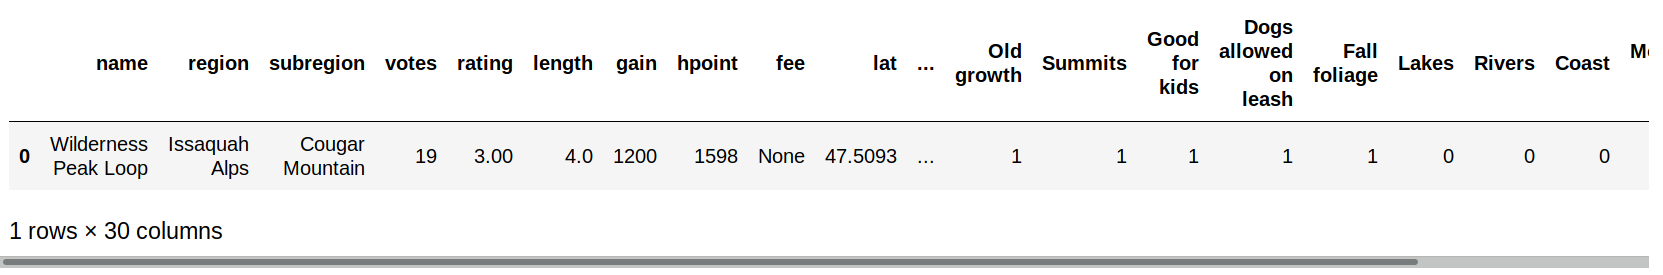 name region subregion votes rating length gain hpoint fee lat ... Old growth Summits Good for kids Dogs allowed on leash Fall foliage Lakes Rivers Coast
0 Wilderness Peak Loop Issaquah Alps Cougar Mountain 19 3.00 4.0 1200 1598 None 47.5093 ... 1 1 1 1 1 0 0 0
1 rows × 30 columns